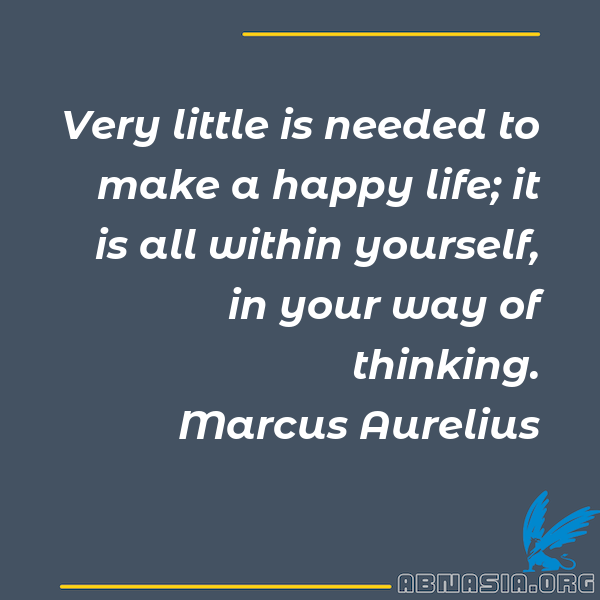 Very little is needed to
make a happy life; it
is all within yourself,
in your way of
thinking.
Marcus Aurelius
ABNASIA.ORG